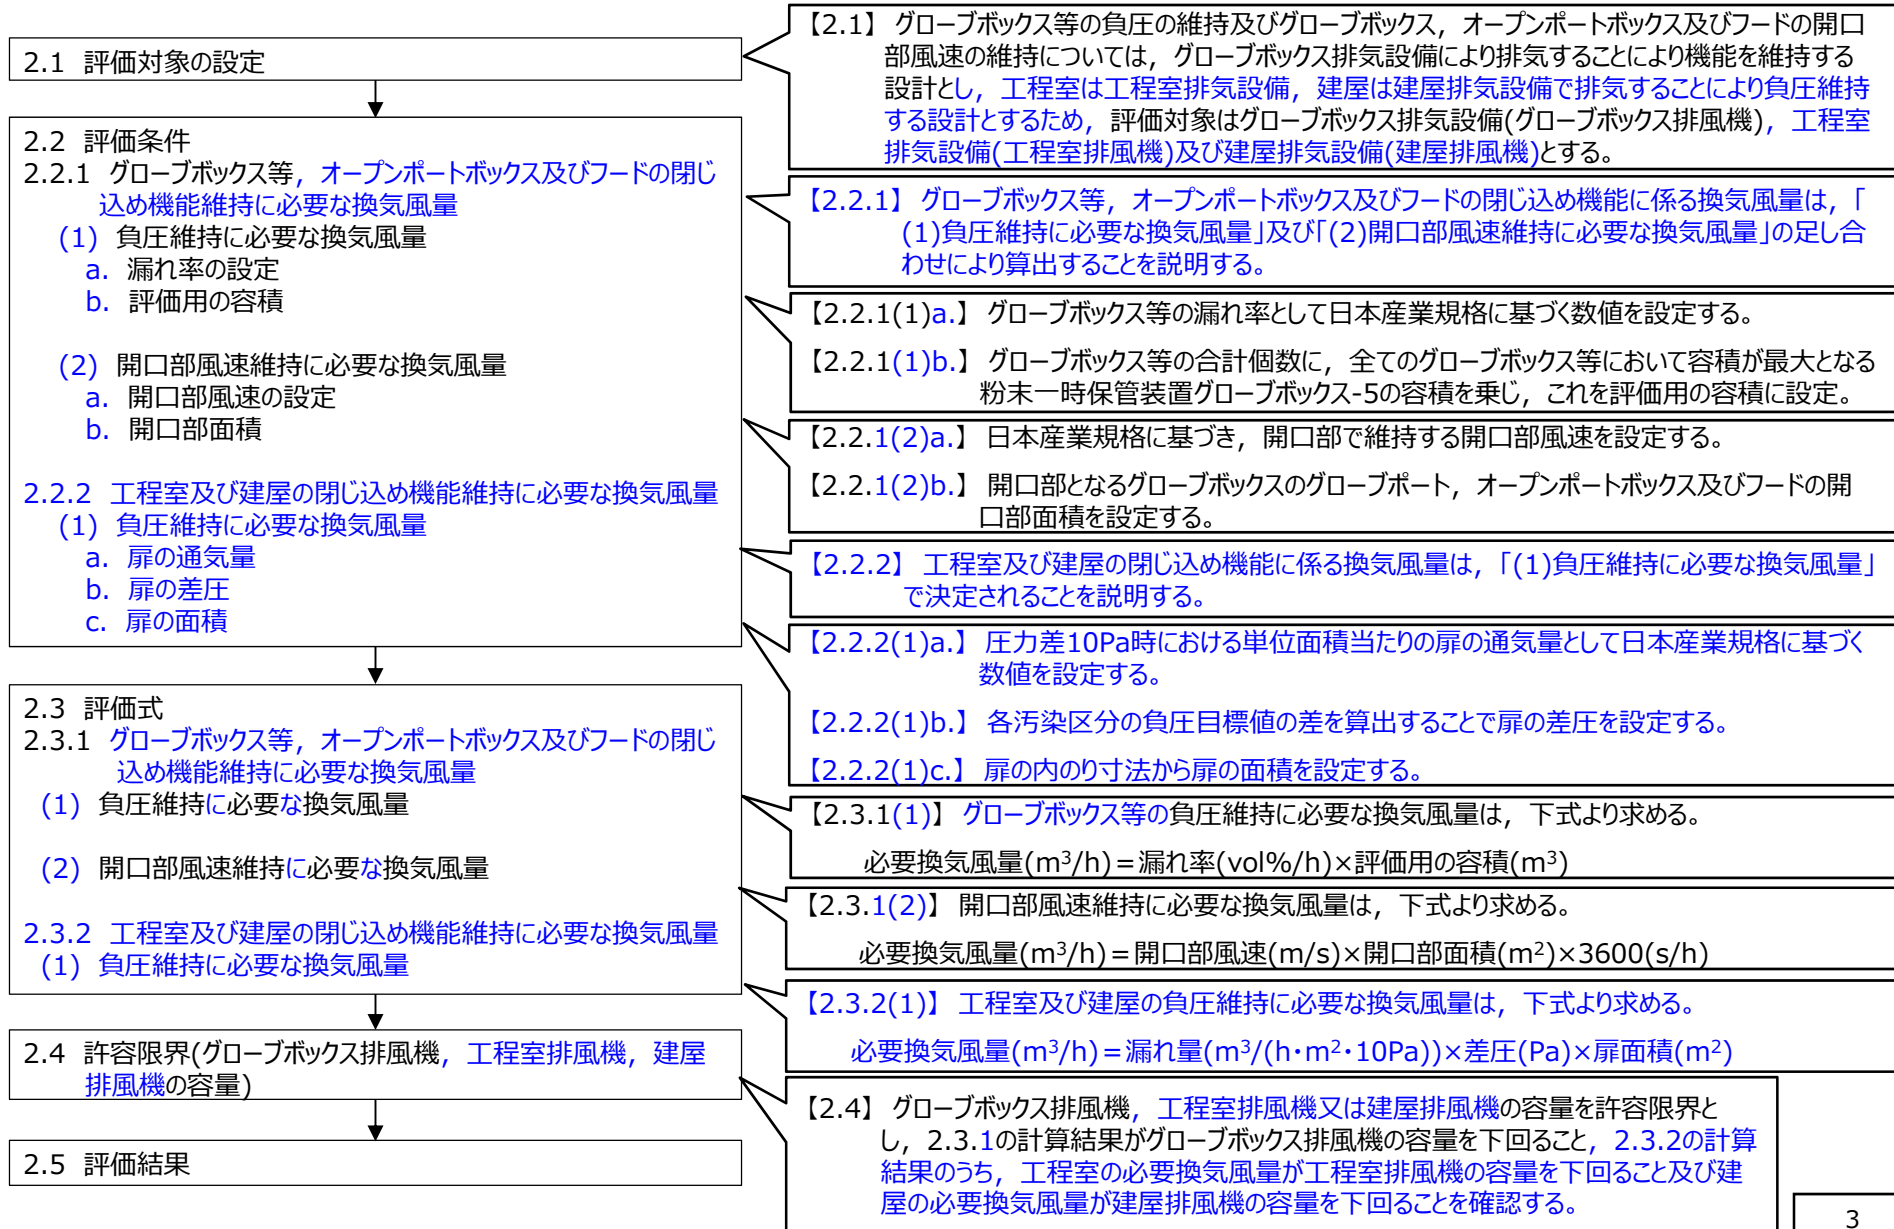 2.1 評価対象の設定
2.2 評価条件
2.2.1 グローブボックス等，オープンポートボックス及びフードの閉じ
込め機能維持に必要な換気風量
(1) 負圧維持に必要な換気風量
a. 漏れ率の設定
b. 評価用の容積
(2) 開口部風速維持に必要な換気風量
a. 開口部風速の設定
b. 開口部面積
2.2.2 工程室及び建屋の閉じ込め機能維持に必要な換気風量
(1) 負圧維持に必要な換気風量
a. 扉の通気量
b. 扉の差圧
c. 扉の面積
2.3 評価式
2.3.1 グローブボックス等，オープンポートボックス及びフードの閉じ
込め機能維持に必要な換気風量
(1) 負圧維持に必要な換気風量
(2) 開口部風速維持に必要な換気風量
2.3.2 工程室及び建屋の閉じ込め機能維持に必要な換気風量
(1) 負圧維持に必要な換気風量
2.4 許容限界(グローブボックス排風機，工程室排風機，建屋
排風機の容量)
2.5 評価結果
【2.1】 グローブボックス等の負圧の維持及びグローブボックス，オープンポートボックス及びフードの開口
部風速の維持については，グローブボックス排気設備により排気することにより機能を維持する
設計とし，工程室は工程室排気設備，建屋は建屋排気設備で排気することにより負圧維持
する設計とするため，評価対象はグローブボックス排気設備(グローブボックス排風機)，工程室
排気設備(工程室排風機)及び建屋排気設備(建屋排風機)とする。
【2.2.1】 グローブボックス等，オープンポートボックス及びフードの閉じ込め機能に係る換気風量は，「
(1)負圧維持に必要な換気風量」及び「(2)開口部風速維持に必要な換気風量」の足し合
わせにより算出することを説明する。
【2.2.1(1)a.】 グローブボックス等の漏れ率として日本産業規格に基づく数値を設定する。
【2.2.1(1)b.】 グローブボックス等の合計個数に，全てのグローブボックス等において容積が最大となる
粉末一時保管装置グローブボックス-5の容積を乗じ，これを評価用の容積に設定。
【2.2.1(2)a.】 日本産業規格に基づき，開口部で維持する開口部風速を設定する。
【2.2.1(2)b.】 開口部となるグローブボックスのグローブポート，オープンポートボックス及びフードの開
口部面積を設定する。
【2.2.2】 工程室及び建屋の閉じ込め機能に係る換気風量は，「(1)負圧維持に必要な換気風量」
で決定されることを説明する。
【2.2.2(1)a.】 圧力差10Pa時における単位面積当たりの扉の通気量として日本産業規格に基づく
数値を設定する。
【2.2.2(1)b.】 各汚染区分の負圧目標値の差を算出することで扉の差圧を設定する。
【2.2.2(1)c.】 扉の内のり寸法から扉の面積を設定する。
【2.3.1(1)】 グローブボックス等の負圧維持に必要な換気風量は，下式より求める。
必要換気風量(m³/h)＝漏れ率(vol%/h)×評価用の容積(m³)
【2.3.1(2)】 開口部風速維持に必要な換気風量は，下式より求める。
必要換気風量(m³/h)＝開口部風速(m/s)×開口部面積(m²)×3600(s/h)
【2.3.2(1)】 工程室及び建屋の負圧維持に必要な換気風量は，下式より求める。
必要換気風量(m³/h)＝漏れ量(m³/(h・m²・10Pa))×差圧(Pa)×扉面積(m²)
【2.4】 グローブボックス排風機，工程室排風機又は建屋排風機の容量を許容限界と
し，2.3.1の計算結果がグローブボックス排風機の容量を下回ること，2.3.2の計算
結果のうち，工程室の必要換気風量が工程室排風機の容量を下回ること及び建
屋の必要換気風量が建屋排風機の容量を下回ることを確認する。
3